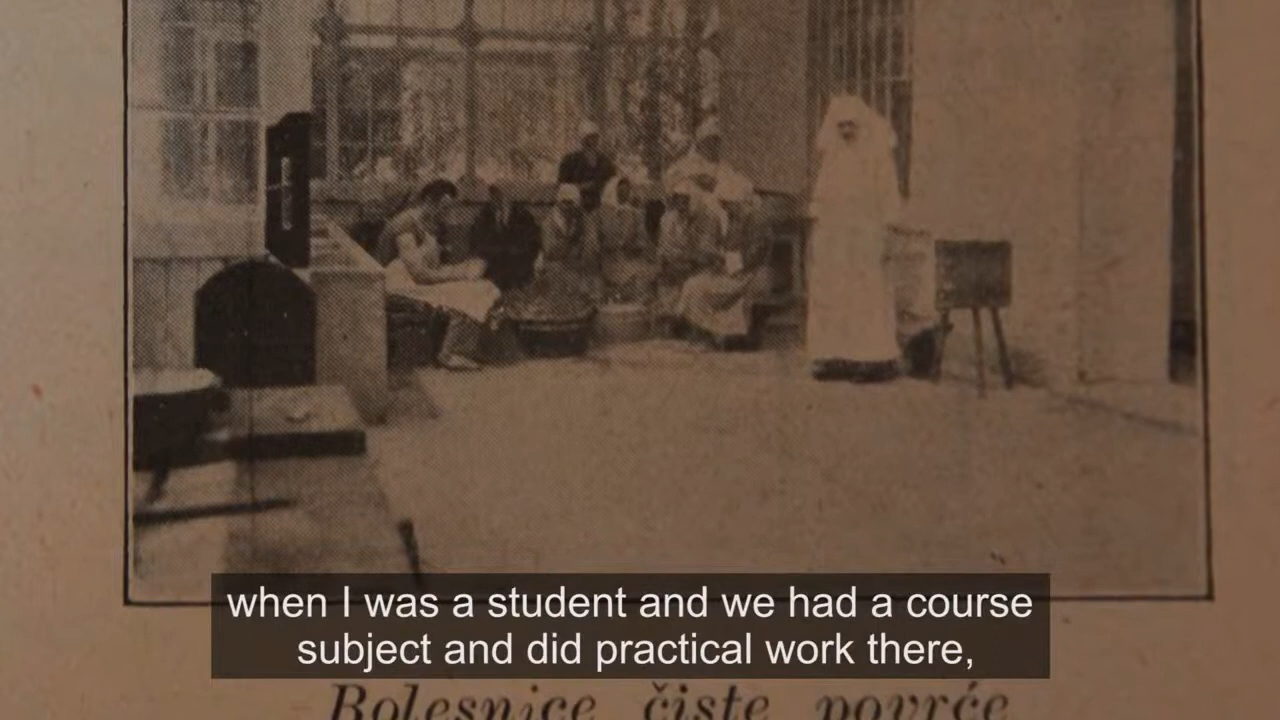 when I was a student and we had a course
subject and did practical work there,
Bolesnice čiste povrće